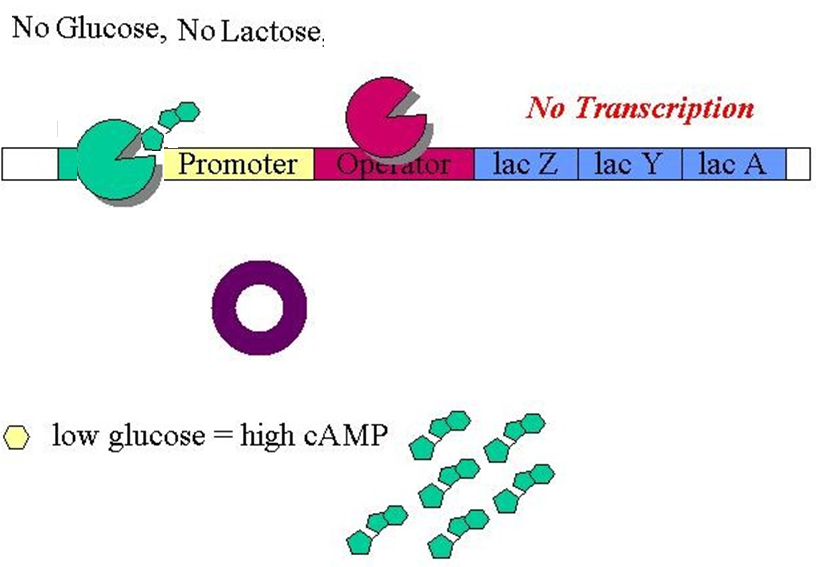 No Glucose, No Lactose.
No Transcription
Promoter Operator lac Z lac Y lac A
low glucose = high cAMP